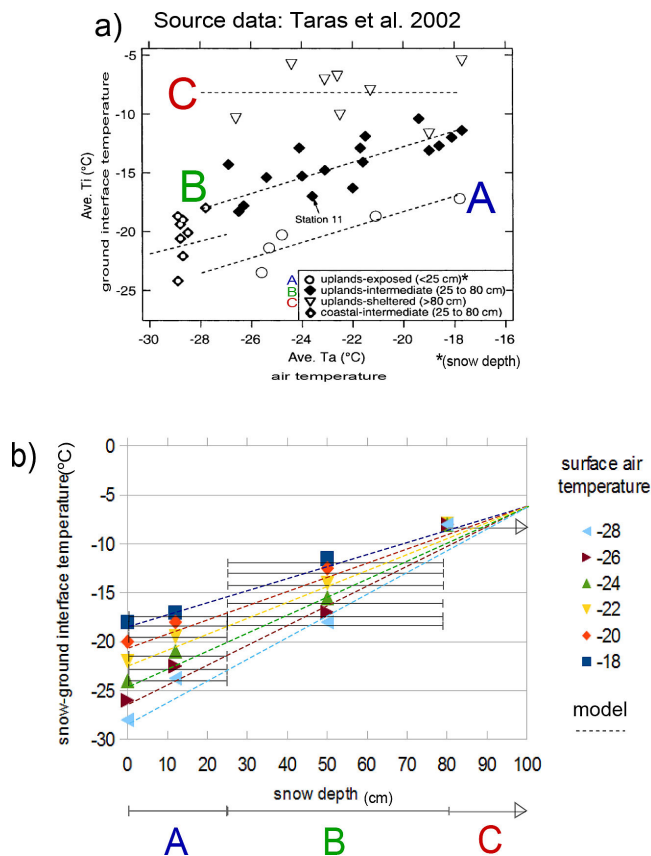 Source data: Taras et al. 2002
a)
Ave. Ti (°C)
ground interface temperature
-5
-10
-15
-20
-25
C
B
A
Station 11
A ○ uplands-exposed (<25 cm)*
B ◆ uplands-intermediate (25 to 80 cm)
C ▽ uplands-sheltered (>80 cm)
◇ coastal-intermediate (25 to 80 cm)
-30 -28 -26 -24 -22 -20 -18 -16
Ave. Ta (°C)
*(snow depth)
air temperature
b)
snow-ground interface temperature(°C)
0
-5
-10
-15
-20
-25
-30
0 10 20 30 40 50 60 70 80 90 100
snow depth (cm)
A B C
surface air
temperature
-28
-26
-24
-22
-20
-18
model